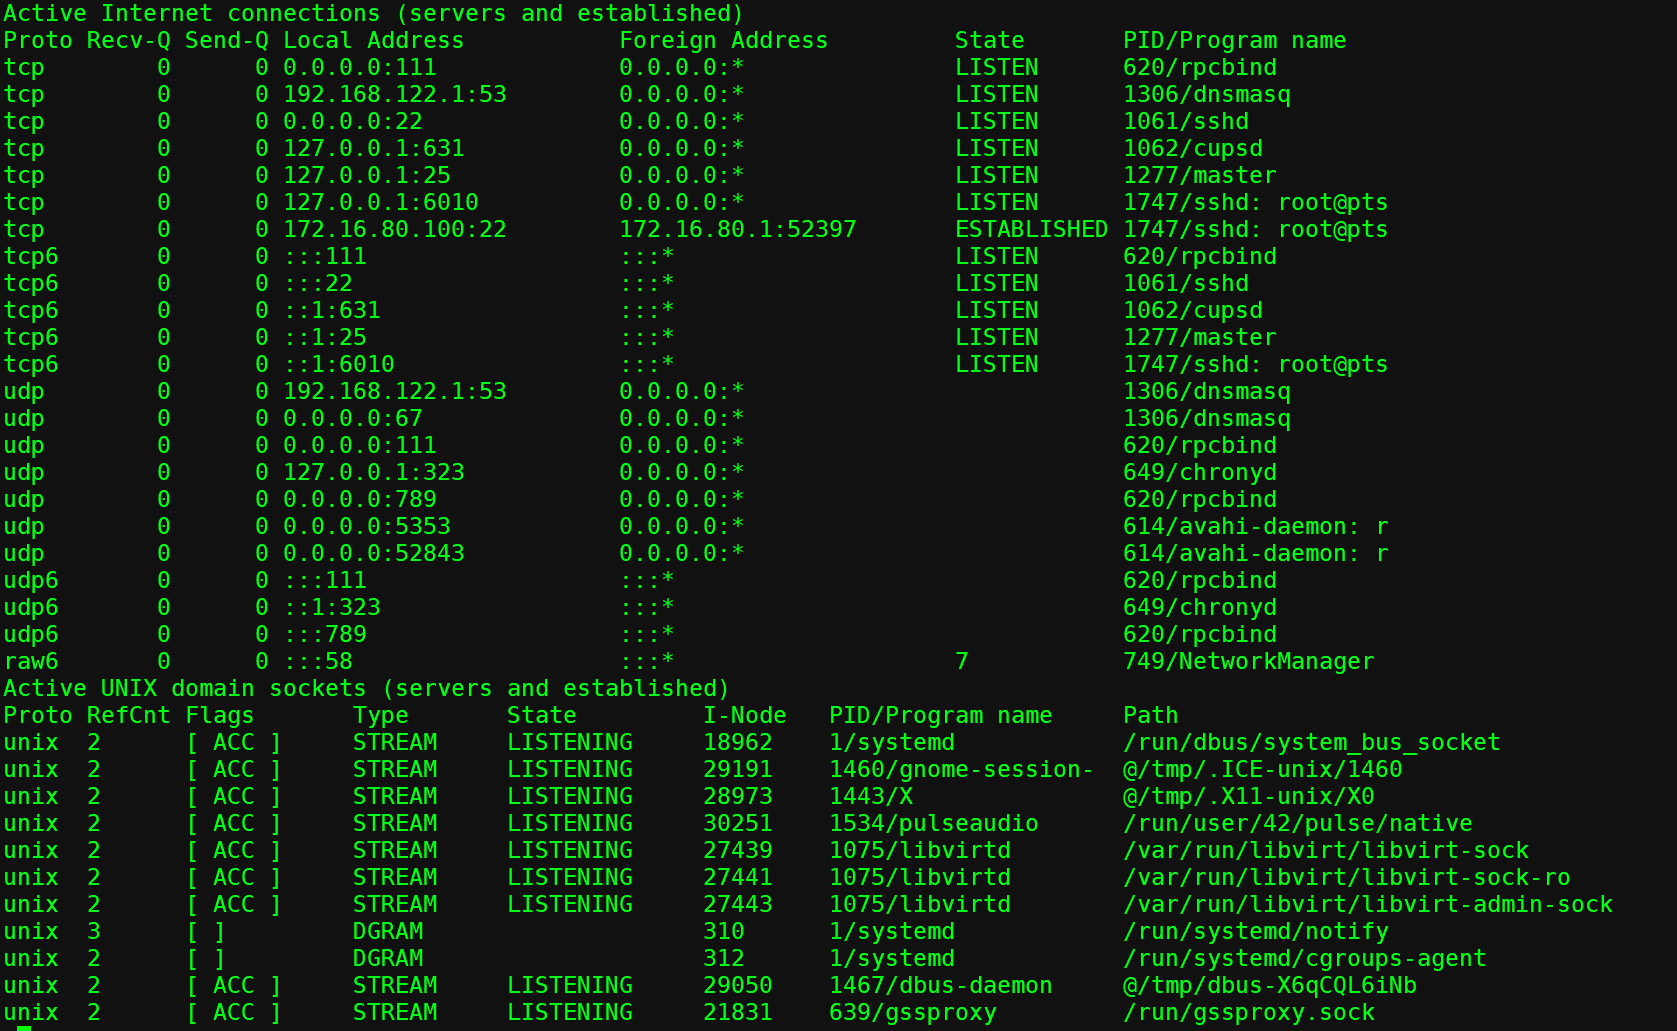 Active Internet connections (servers and established)
Proto Recv-Q Send-Q Local Address           Foreign Address         State       PID/Program name
tcp        0      0 0.0.0.0:111             0.0.0.0:*               LISTEN      620/rpcbind
tcp        0      0 192.168.122.1:53        0.0.0.0:*               LISTEN      1306/dnsmasq
tcp        0      0 0.0.0.0:22              0.0.0.0:*               LISTEN      1061/sshd
tcp        0      0 127.0.0.1:631           0.0.0.0:*               LISTEN      1062/cupsd
tcp        0      0 127.0.0.1:25            0.0.0.0:*               LISTEN      1277/master
tcp        0      0 127.0.0.1:6010          0.0.0.0:*               LISTEN      1747/sshd: root@pts
tcp        0      0 172.16.80.100:22        172.16.80.1:52397       ESTABLISHED 1747/sshd: root@pts
tcp6       0      0 :::111                  :::*                    LISTEN      620/rpcbind
tcp6       0      0 :::22                   :::*                    LISTEN      1061/sshd
tcp6       0      0 ::1:631                 :::*                    LISTEN      1062/cupsd
tcp6       0      0 ::1:25                  :::*                    LISTEN      1277/master
tcp6       0      0 ::1:6010                :::*                    LISTEN      1747/sshd: root@pts
udp        0      0 192.168.122.1:53        0.0.0.0:*                           1306/dnsmasq
udp        0      0 0.0.0.0:67              0.0.0.0:*                           1306/dnsmasq
udp        0      0 0.0.0.0:111             0.0.0.0:*                           620/rpcbind
udp        0      0 127.0.0.1:323           0.0.0.0:*                           649/chronyd
udp        0      0 0.0.0.0:789             0.0.0.0:*                           620/rpcbind
udp        0      0 0.0.0.0:5353            0.0.0.0:*                           614/avahi-daemon: r
udp        0      0 0.0.0.0:52843           0.0.0.0:*                           614/avahi-daemon: r
udp6       0      0 :::111                  :::*                                620/rpcbind
udp6       0      0 ::1:323                 :::*                                649/chronyd
udp6       0      0 :::789                  :::*                                620/rpcbind
raw6       0      0 :::58                   :::*                    7           749/NetworkManager
Active UNIX domain sockets (servers and established)
Proto RefCnt Flags       Type       State         I-Node   PID/Program name     Path
unix  2      [ ACC ]     STREAM     LISTENING     18962    1/systemd            /run/dbus/system_bus_socket
unix  2      [ ACC ]     STREAM     LISTENING     29191    1460/gnome-session-  @/tmp/.ICE-unix/1460
unix  2      [ ACC ]     STREAM     LISTENING     28973    1443/X               @/tmp/.X11-unix/X0
unix  2      [ ACC ]     STREAM     LISTENING     30251    1534/pulseaudio      /run/user/42/pulse/native
unix  2      [ ACC ]     STREAM     LISTENING     27439    1075/libvirtd        /var/run/libvirt/libvirt-sock
unix  2      [ ACC ]     STREAM     LISTENING     27441    1075/libvirtd        /var/run/libvirt/libvirt-sock-ro
unix  2      [ ACC ]     STREAM     LISTENING     27443    1075/libvirtd        /var/run/libvirt/libvirt-admin-sock
unix  3      [ ]         DGRAM                    310      1/systemd            /run/systemd/notify
unix  2      [ ]         DGRAM                    312      1/systemd            /run/systemd/cgroups-agent
unix  2      [ ACC ]     STREAM     LISTENING     29050    1467/dbus-daemon     @/tmp/dbus-X6qCQL6iNb
unix  2      [ ACC ]     STREAM     LISTENING     21831    639/gssproxy         /run/gssproxy.sock